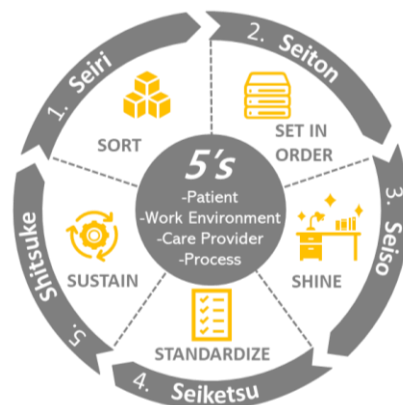 1. Seiri
SORT
2. Seiton
SET IN
ORDER
3. Seiso
SHINE
4. Seiketsu
STANDARDIZE
5. Shitsuke
SUSTAIN
5's
-Patient
-Work Environment
-Care Provider
-Process